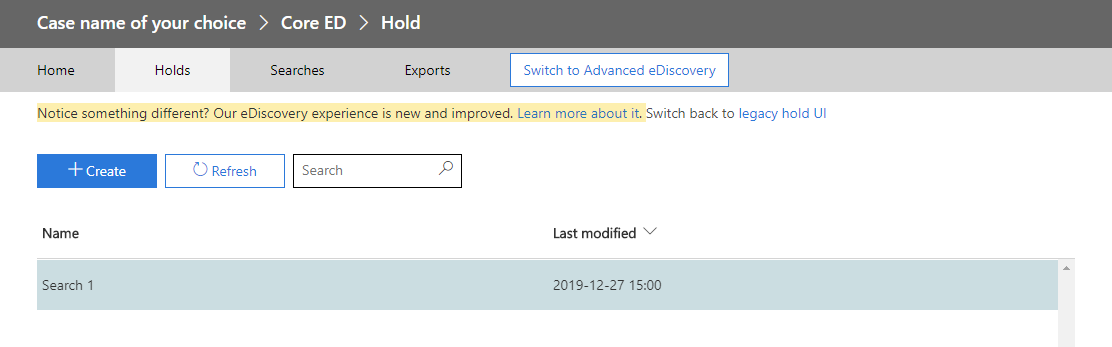 Case name of your choice > Core ED > Hold
Home Holds Searches Exports Switch to Advanced eDiscovery
Notice something different? Our eDiscovery experience is new and improved. Learn more about it. Switch back to legacy hold UI
Create Refresh Search
Name Last modified
Search 1 2019-12-27 15:00